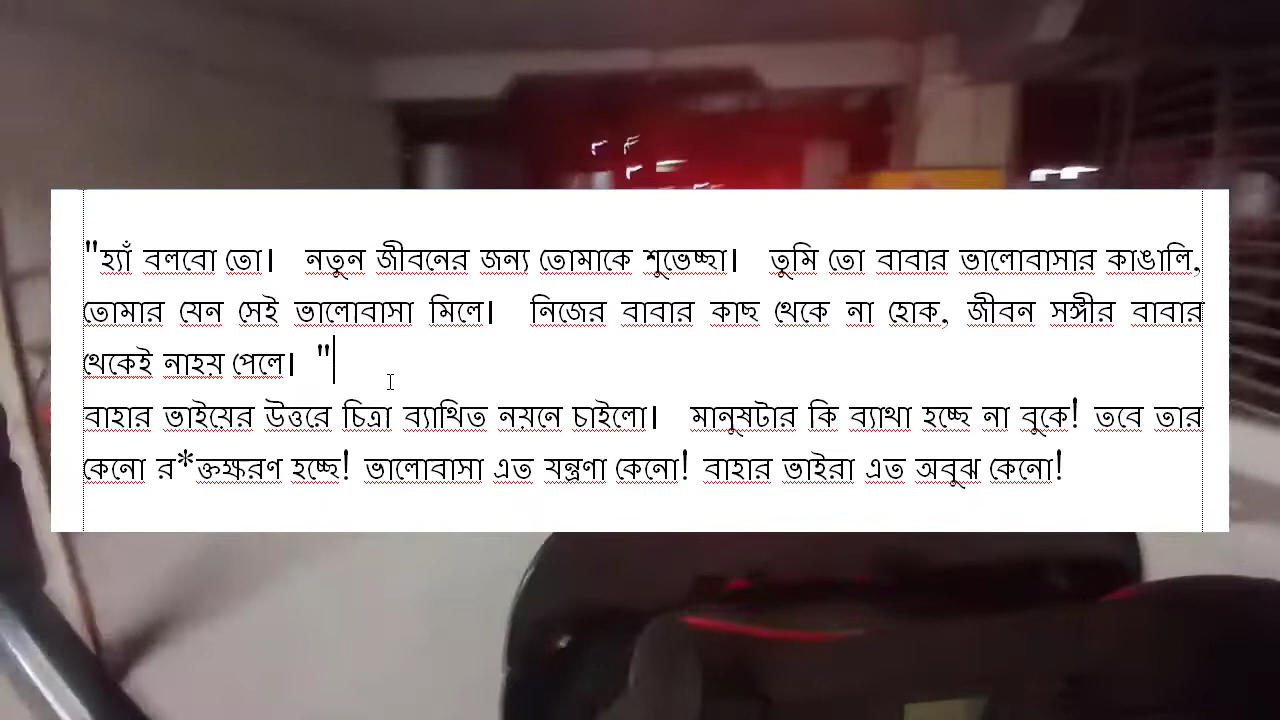 "হ্যাঁ বলবো তো। নতুন জীবনের জন্য তোমাকে শুভেচ্ছা। তুমি তো বাবার ভালোবাসার কাঙালি,
তোমার যেন সেই ভালোবাসা মিলে। নিজের বাবার কাছ থেকে না হোক, জীবন সঙ্গীর বাবার
থেকেই নাহয় পেলে। "
বাহার ভাইয়ের উত্তরে চিত্রা ব্যাথিত নয়নে চাইলো। মানুষটার কি ব্যাথা হচ্ছে না বুকে! তবে তার
কেনো র*ক্তক্ষরণ হচ্ছে! ভালোবাসা এত যন্ত্রণা কেনো! বাহার ভাইরা এত অবুঝ কেনো!